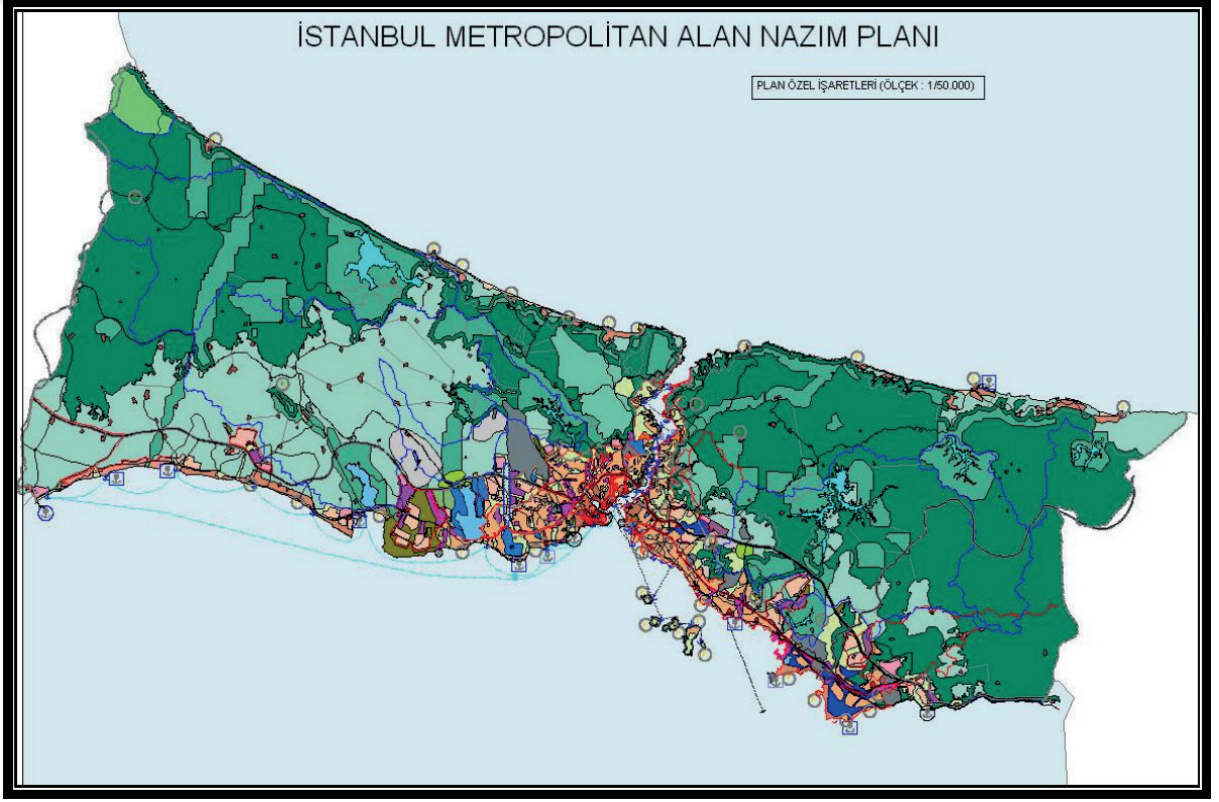 İSTANBUL METROPOLİTAN ALAN NAZIM PLANI
PLAN ÖZEL İŞARETLERİ (ÖLÇEK : 1/50.000)